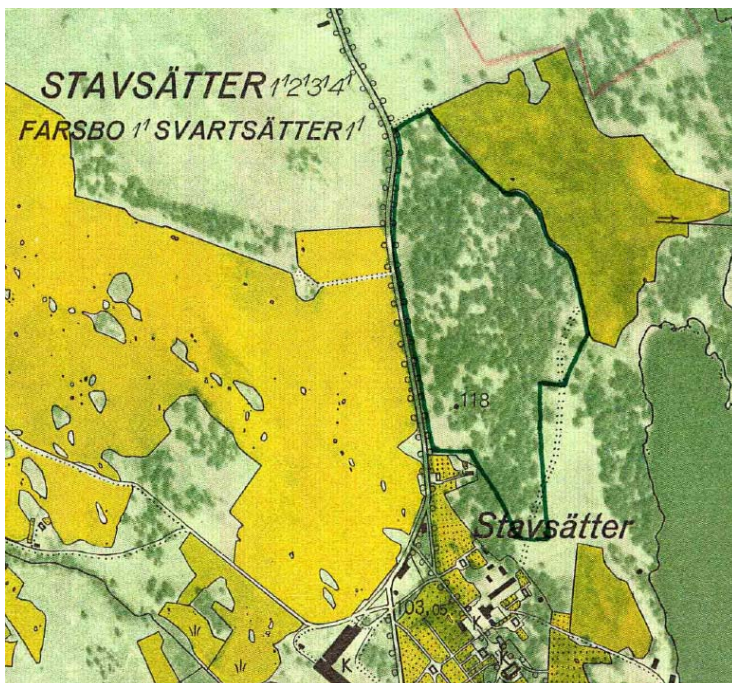 STAVSÄTTER 1¹2¹3¹4¹
FARSBO 1¹ SVARTSÄTTER 1¹
.118
Stavsätter
103,05
K
K